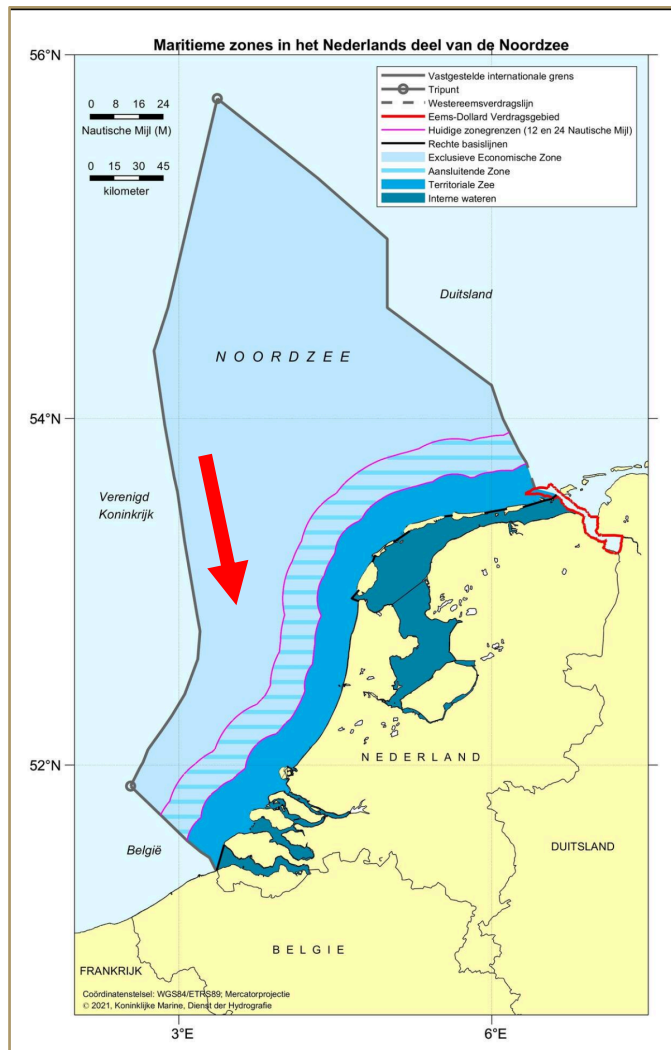 Maritieme zones in het Nederlands deel van de Noordzee
56°N
0 8 16 24
Nautische Mijl (M)
0 15 30 45
kilometer
Vastgestelde internationale grens
Tripunt
Westereemsverdragslijn
Eems-Dollard Verdragsgebied
Huidige zonegrenzen (12 en 24 Nautische Mijl)
Rechte basislijnen
Exclusieve Economische Zone
Aansluitende Zone
Territoriale Zee
Interne wateren
Duitsland
NOORDZEE
54°N
Verenigd
Koninkrijk
52°N
NEDERLAND
België
DUITSLAND
BELGIE
FRANKRIJK
Coördinatenstelsel: WGS84/ETRS89; Mercatorprojectie
© 2021, Koninklijke Marine, Dienst der Hydrografie
3°E
6°E